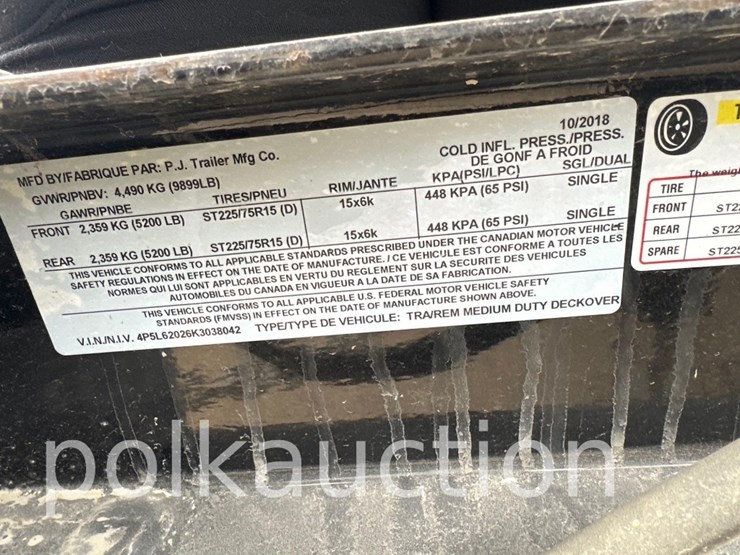 MFD BY/FABRIQUE PAR: P.J. Trailer Mfg Co. 10/2018
GVWR/PNBV: 4,490 KG (9899LB) COLD INFL. PRESS./PRESS.
DE GONF A FROID
GAWR/PNBE TIRES/PNEU RIM/JANTE KPA(PSI/LPC) SGL/DUAL
FRONT 2,359 KG (5200 LB) ST225/75R15 (D) 15x6k 448 KPA (65 PSI) SINGLE
REAR 2,359 KG (5200 LB) ST225/75R15 (D) 15x6k 448 KPA (65 PSI) SINGLE
THIS VEHICLE CONFORMS TO ALL APPLICABLE STANDARDS PRESCRIBED UNDER THE CANADIAN MOTOR VEHICLE
SAFETY REGULATIONS IN EFFECT ON THE DATE OF MANUFACTURE. / CE VEHICULE EST CONFORME A TOUTES LES
NORMES QUI LUI SONT APPLICABLES EN VERTU DU REGLEMENT SUR LA SECURITE DES VEHICULES
AUTOMOBILES DU CANADA EN VIGUEUR A LA DATE DE SA FABRICATION.
THIS VEHICLE CONFORMS TO ALL APPLICABLE U.S. FEDERAL MOTOR VEHICLE SAFETY
STANDARDS (FMVSS) IN EFFECT ON THE DATE OF MANUFACTURE SHOWN ABOVE.
V.I.N./N.I.V. 4P5L62026K3038042 TYPE/TYPE DE VEHICULE: TRA/REM MEDIUM DUTY DECKOVER
The weig
TIRE
FRONT ST22
REAR ST22
SPARE ST225
polkauction